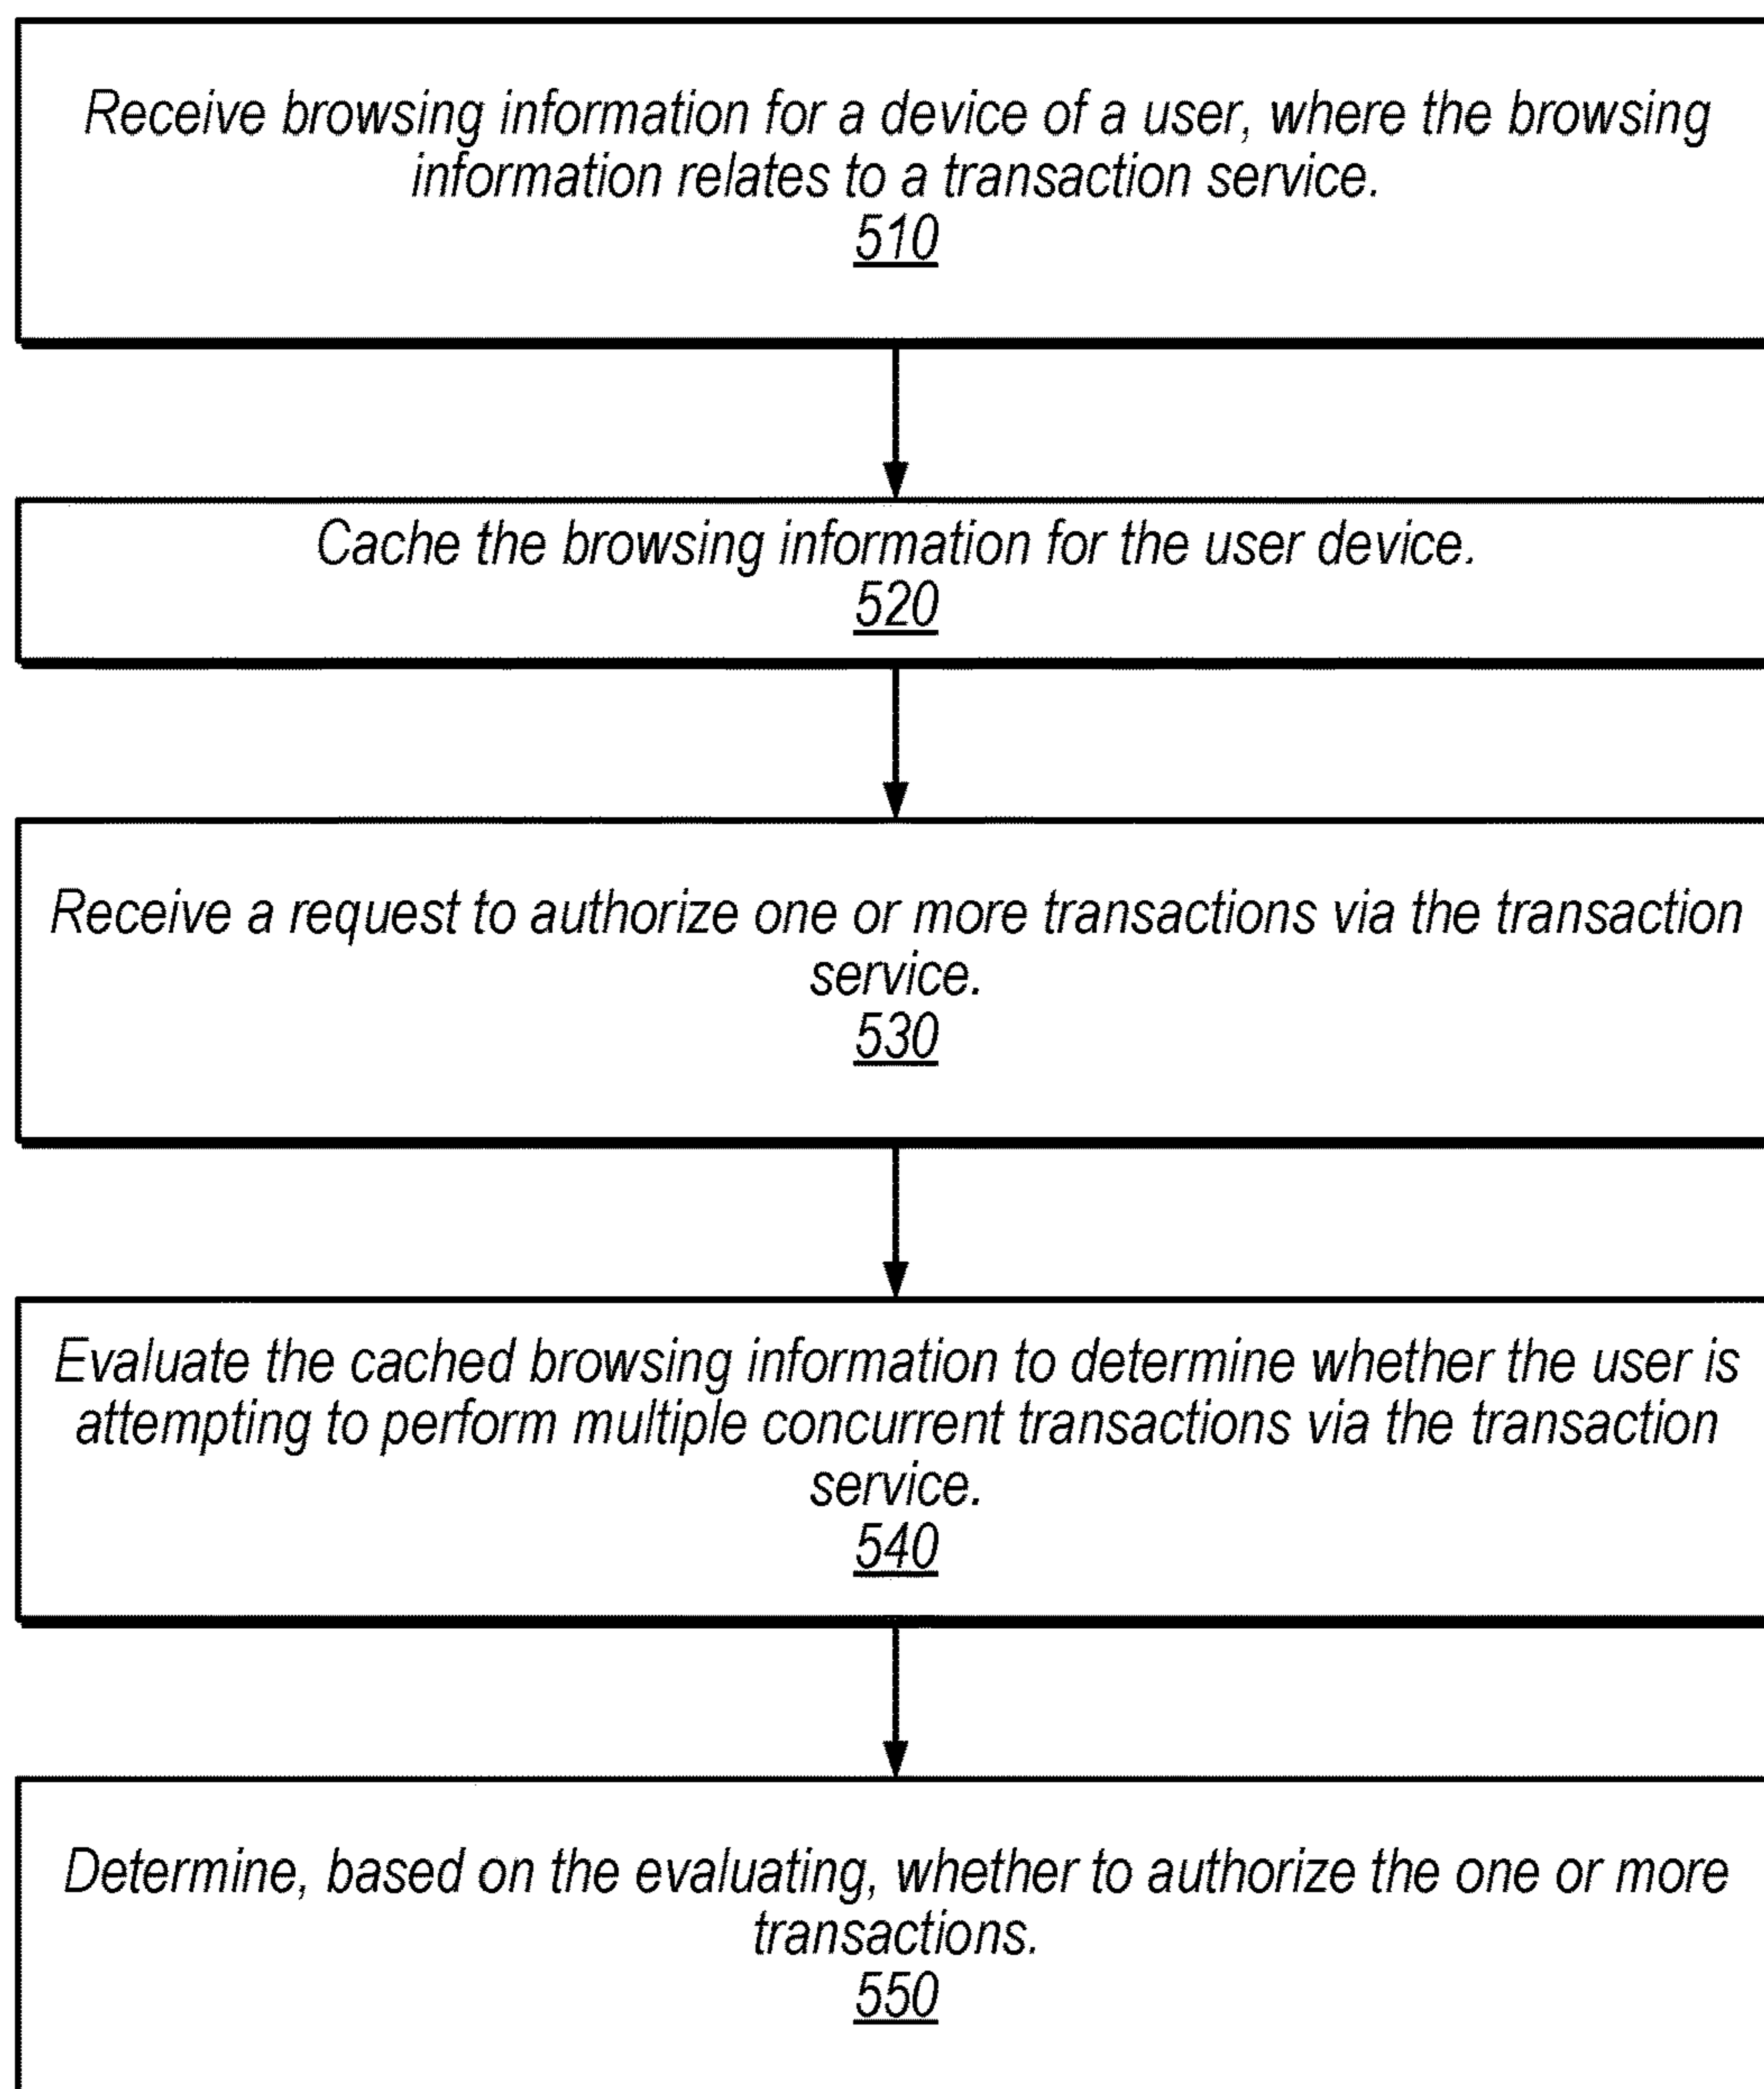 Receive browsing information for a device of a user, where the browsing
information relates to a transaction service.
510
Cache the browsing information for the user device.
520
Receive a request to authorize one or more transactions via the transaction
service.
530
Evaluate the cached browsing information to determine whether the user is
attempting to perform multiple concurrent transactions via the transaction
service.
540
Determine, based on the evaluating, whether to authorize the one or more
transactions.
550